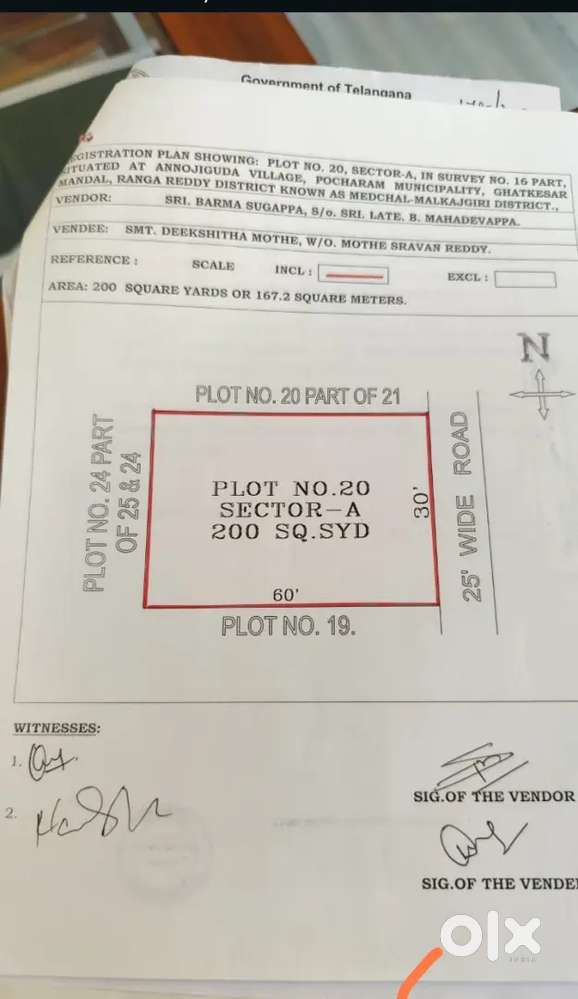 Government of Telangana
REGISTRATION PLAN SHOWING: PLOT NO. 20, SECTOR-A, IN SURVEY NO. 16 PART,
SITUATED AT ANNOJIGUDA VILLAGE, POCHARAM MUNICIPALITY, GHATKESAR
MANDAL, RANGA REDDY DISTRICT KNOWN AS MEDCHAL-MALKAJGIRI DISTRICT.,
VENDOR: SRI. BARMA SUGAPPA, S/o. SRI. LATE. B. MAHADEVAPPA.
VENDEE: SMT. DEEKSHITHA MOTHE, W/O. MOTHE SRAVAN REDDY.
REFERENCE : SCALE INCL : EXCL :
AREA: 200 SQUARE YARDS OR 167.2 SQUARE METERS.
N
PLOT NO. 20 PART OF 21
PLOT NO. 24 PART
OF 25 & 24
PLOT NO.20
SECTOR-A
200 SQ.SYD
30'
25' WIDE ROAD
60'
PLOT NO. 19.
WITNESSES:
1.
2.
SIG.OF THE VENDOR
SIG.OF THE VENDE
olx
INDIA